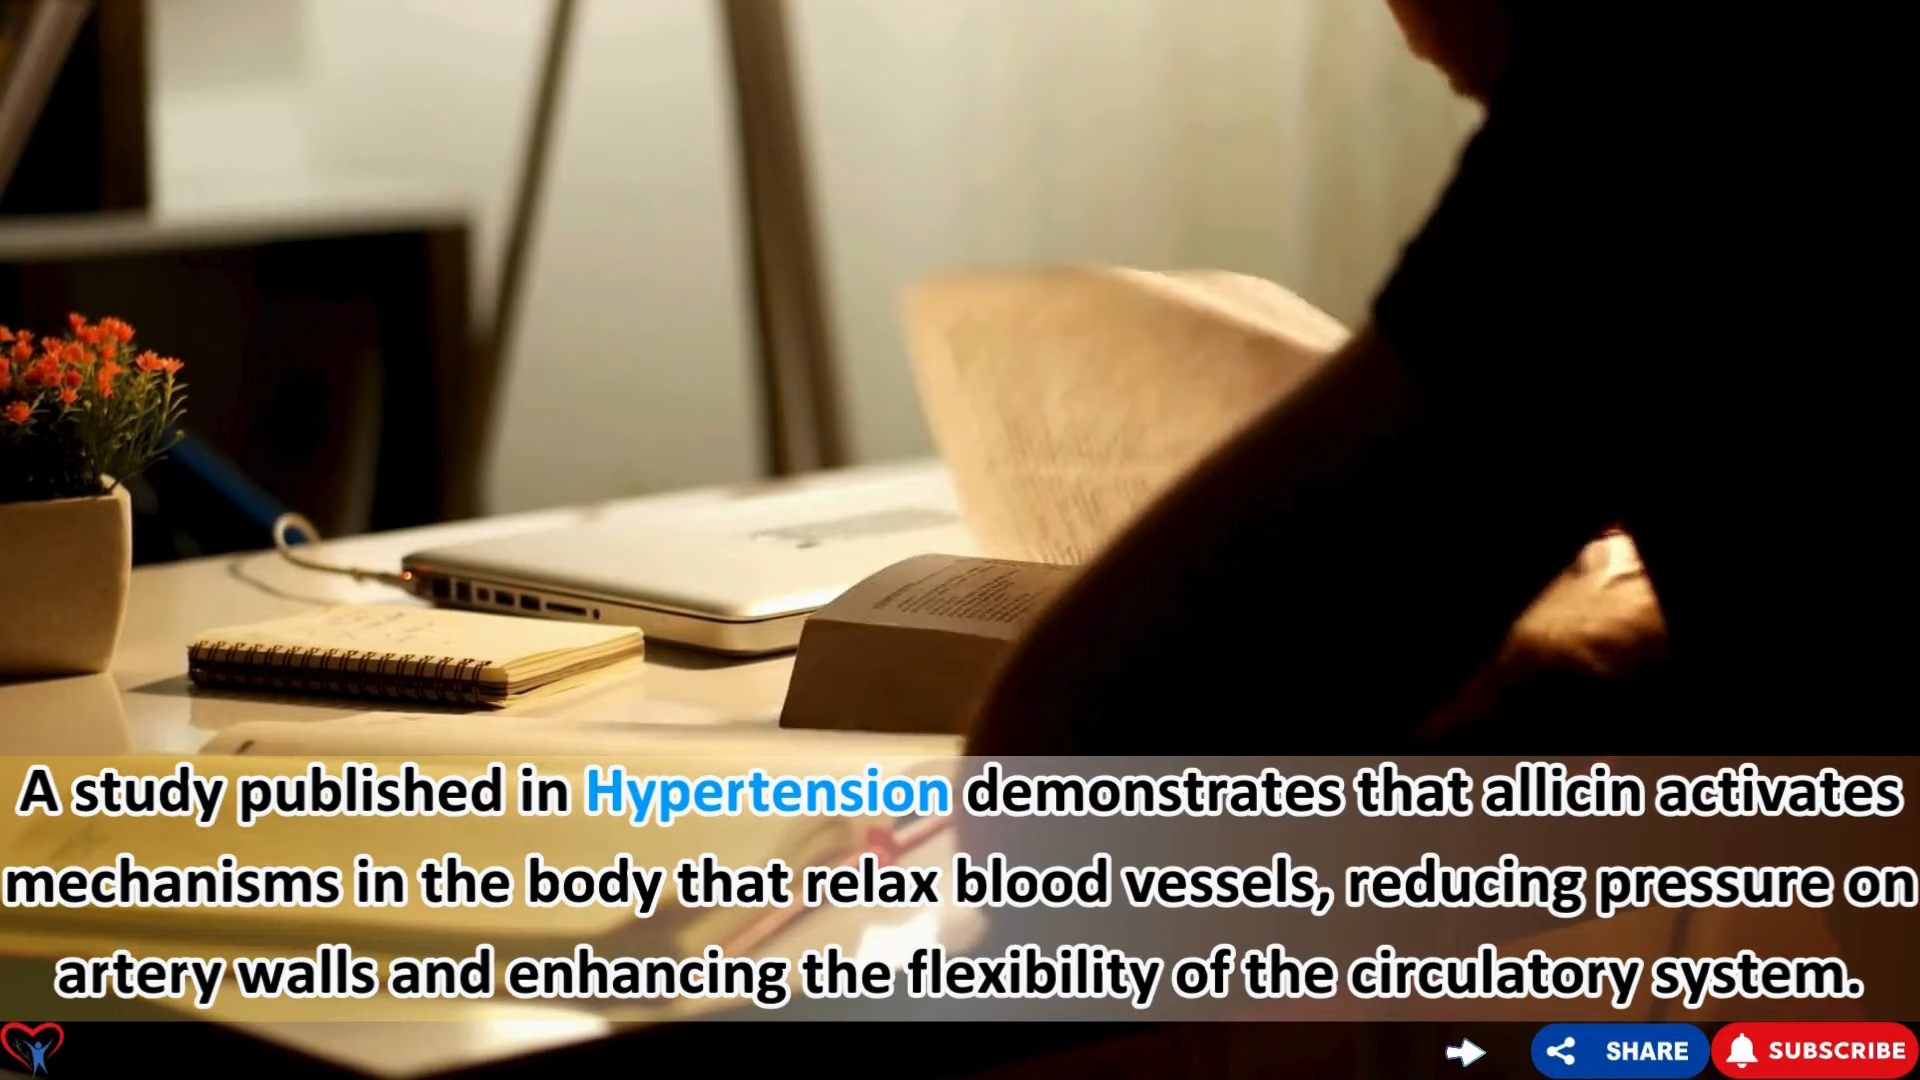 A study published in Hypertension demonstrates that allicin activates
mechanisms in the body that relax blood vessels, reducing pressure on
artery walls and enhancing the flexibility of the circulatory system.
SHARE
SUBSCRIBE